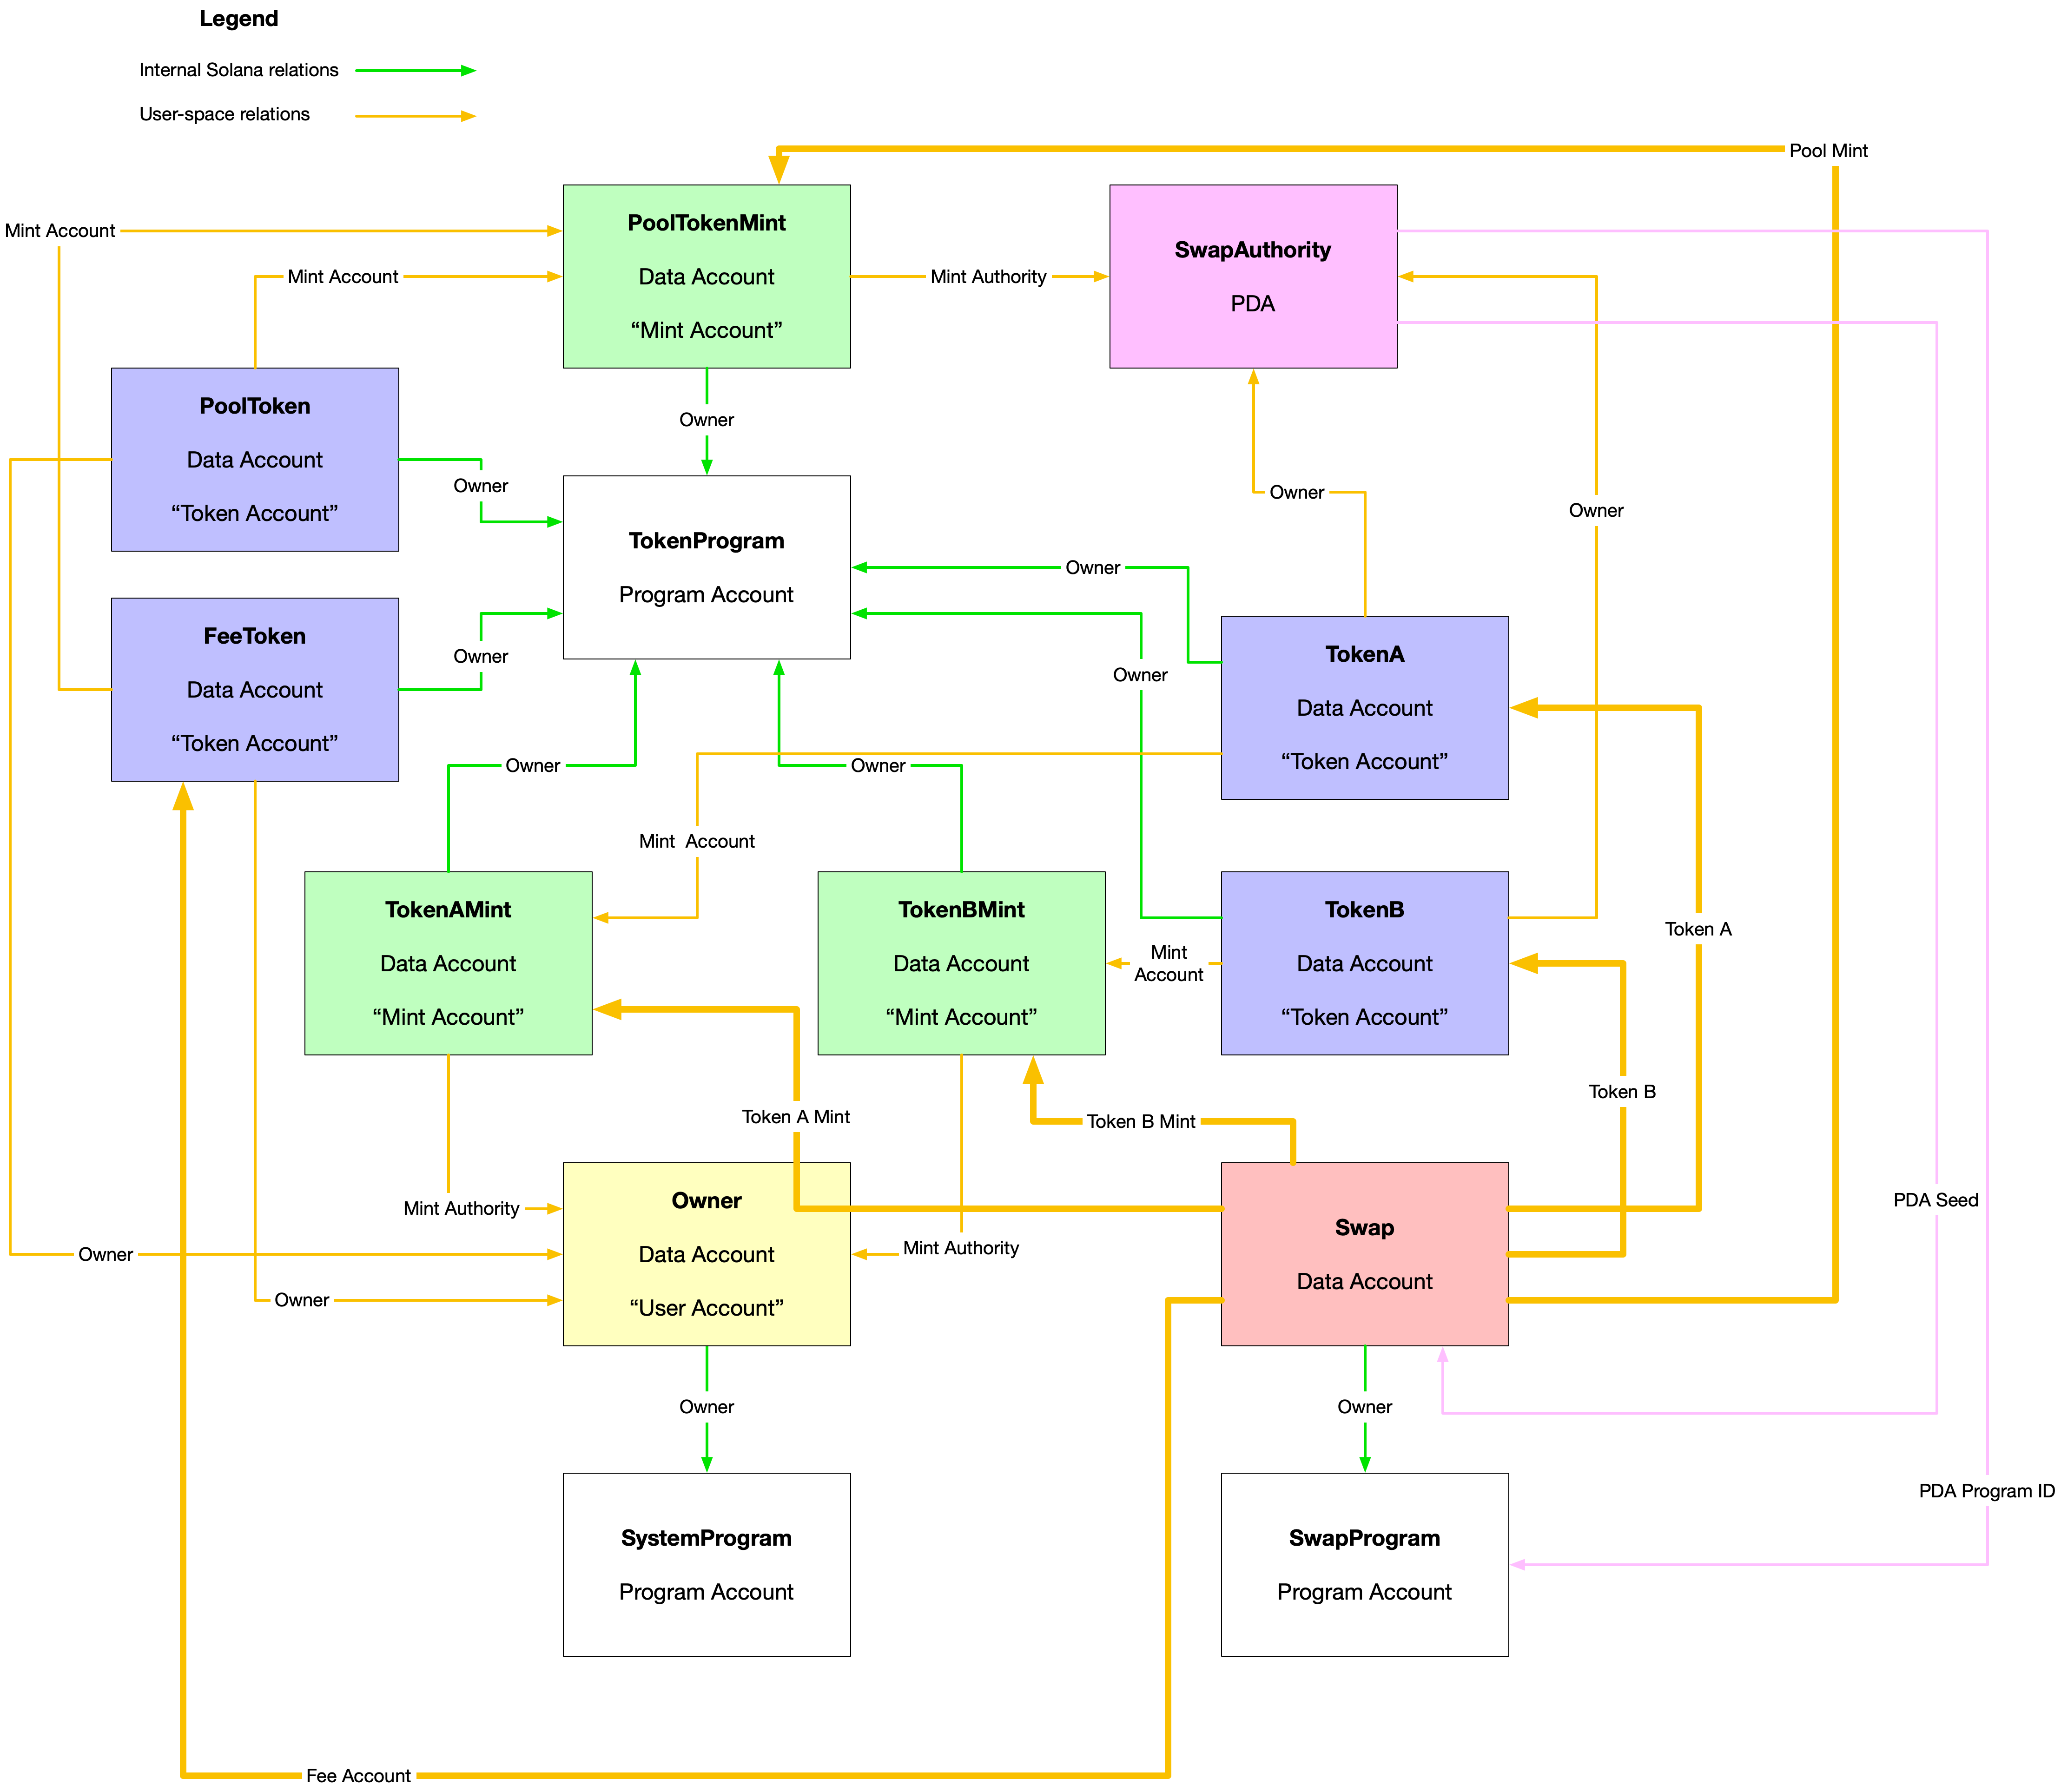 Legend
Internal Solana relations
User-space relations
Pool Mint
Mint Account
PoolTokenMint
Data Account
“Mint Account”
Mint Account
Mint Authority
SwapAuthority
PDA
PoolToken
Data Account
“Token Account”
Owner
Owner
Owner
Owner
TokenProgram
Program Account
Owner
Owner
FeeToken
Data Account
“Token Account”
Owner
TokenA
Data Account
“Token Account”
Owner
Owner
Mint  Account
TokenAMint
Data Account
“Mint Account”
TokenBMint
Data Account
“Mint Account”
Mint
Account
TokenB
Data Account
“Token Account”
Token A
Token B
Token A Mint
Token B Mint
Mint Authority
Owner
Owner
Owner
Data Account
“User Account”
Mint Authority
Swap
Data Account
PDA Seed
Owner
Owner
PDA Program ID
SystemProgram
Program Account
SwapProgram
Program Account
Fee Account